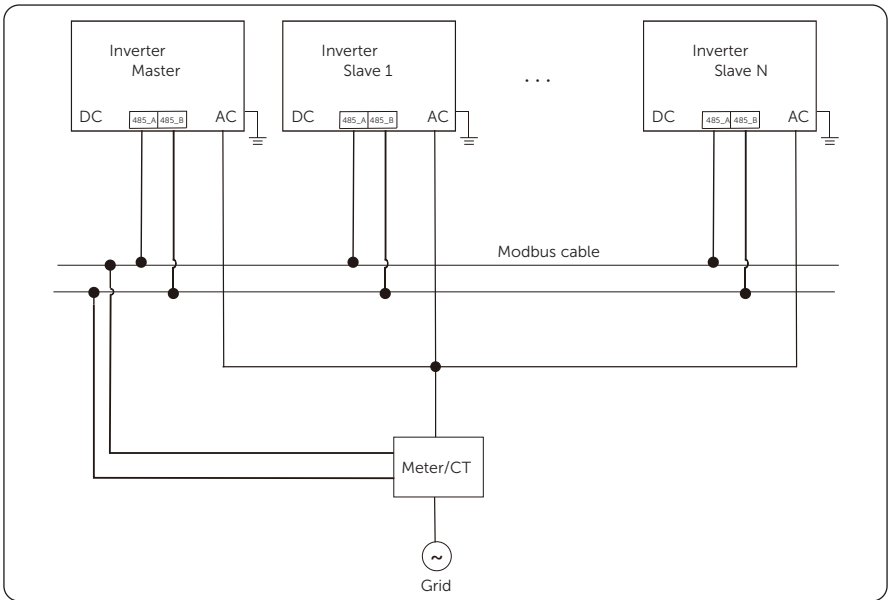 Inverter
Master
DC
485_A
485_B
AC
Inverter
Slave 1
DC
485_A
485_B
AC
. . .
Inverter
Slave N
DC
485_A
485_B
AC
Modbus cable
Meter/CT
~
Grid